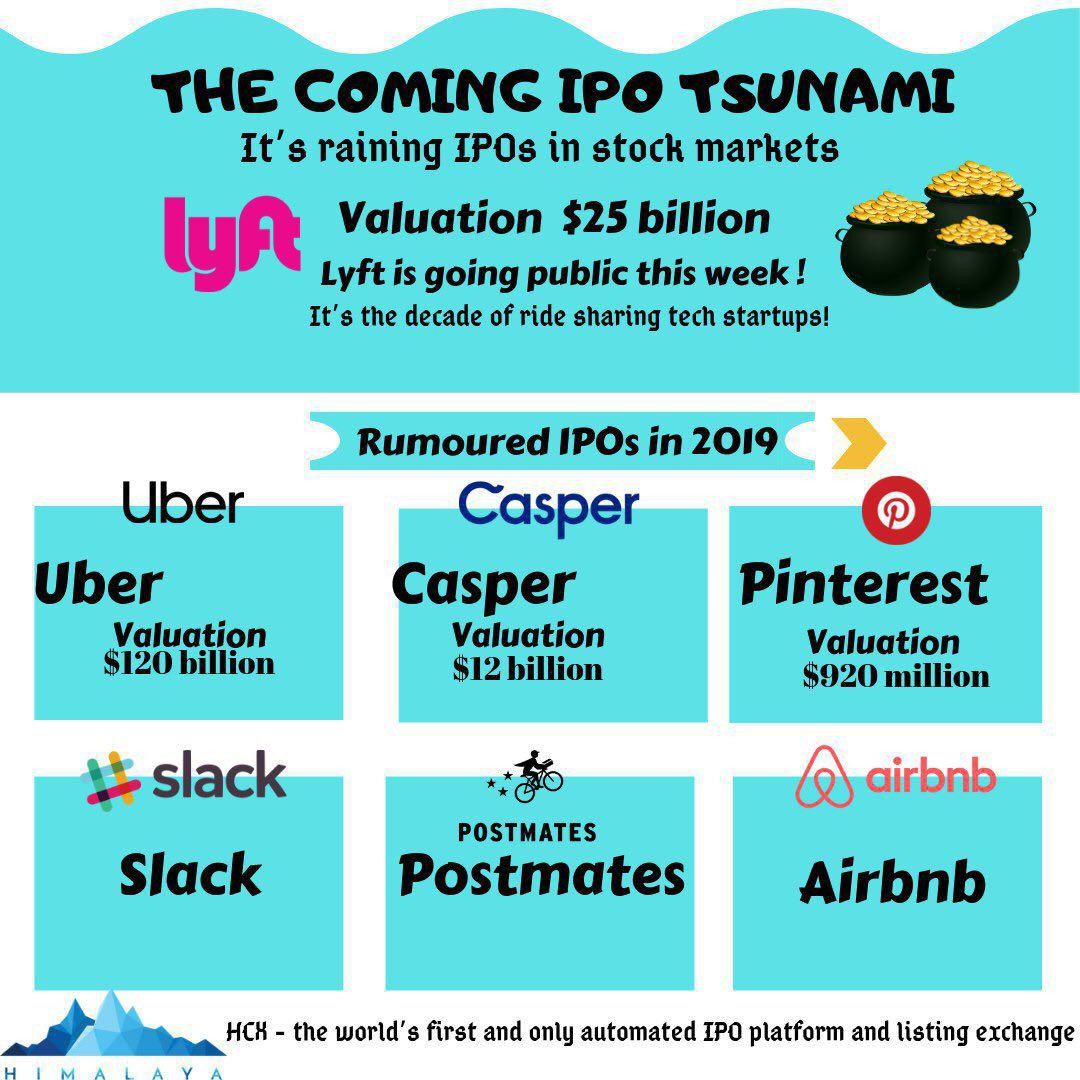 THE COMING IPO TSUNAMI
It's raining IPOs in stock markets
lyft
Valuation $25 billion
Lyft is going public this week !
It's the decade of ride sharing tech startups!
Rumoured IPOs in 2019
Uber
Uber
Valuation
$120 billion
Casper
Casper
Valuation
$12 billion
Pinterest
Valuation
$920 million
slack
Slack
POSTMATES
Postmates
airbnb
Airbnb
HIMALAYA
HCX - the world's first and only automated IPO platform and listing exchange